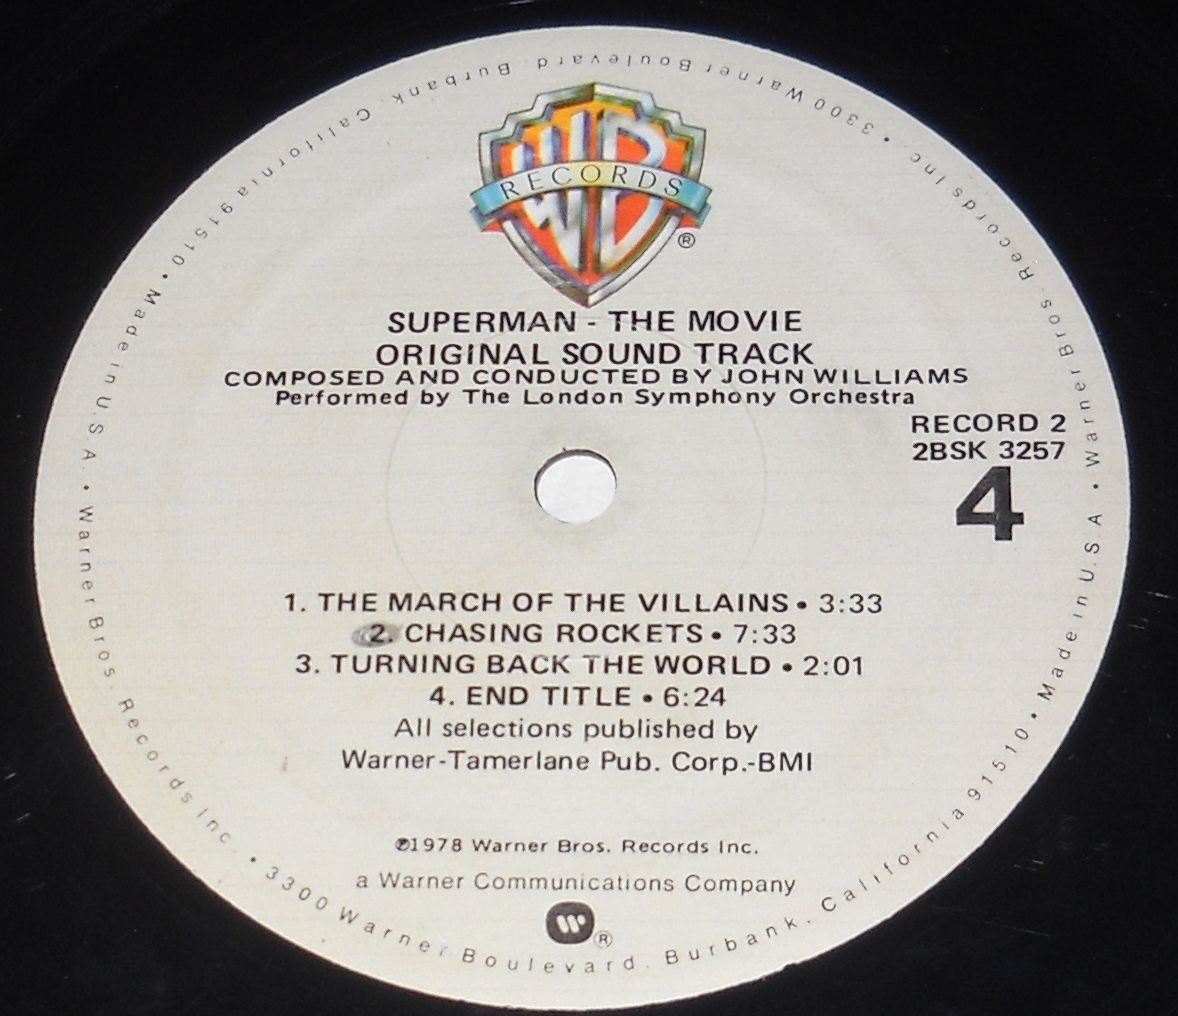 WB
RECORDS
®
SUPERMAN - THE MOVIE
ORIGINAL SOUND TRACK
COMPOSED AND CONDUCTED BY JOHN WILLIAMS
Performed by The London Symphony Orchestra
RECORD 2
2BSK 3257
4
1. THE MARCH OF THE VILLAINS • 3:33
2. CHASING ROCKETS • 7:33
3. TURNING BACK THE WORLD • 2:01
4. END TITLE • 6:24
All selections published by
Warner-Tamerlane Pub. Corp.-BMI
℗1978 Warner Bros. Records Inc.
a Warner Communications Company
®
Warner Bros. Records Inc. • 3300 Warner Boulevard. Burbank. California 91510 • Made in U.S.A. • Warner Bros. Records Inc. • 3300 Warner Boulevard. Burbank. California 91510 • Made in U.S.A •